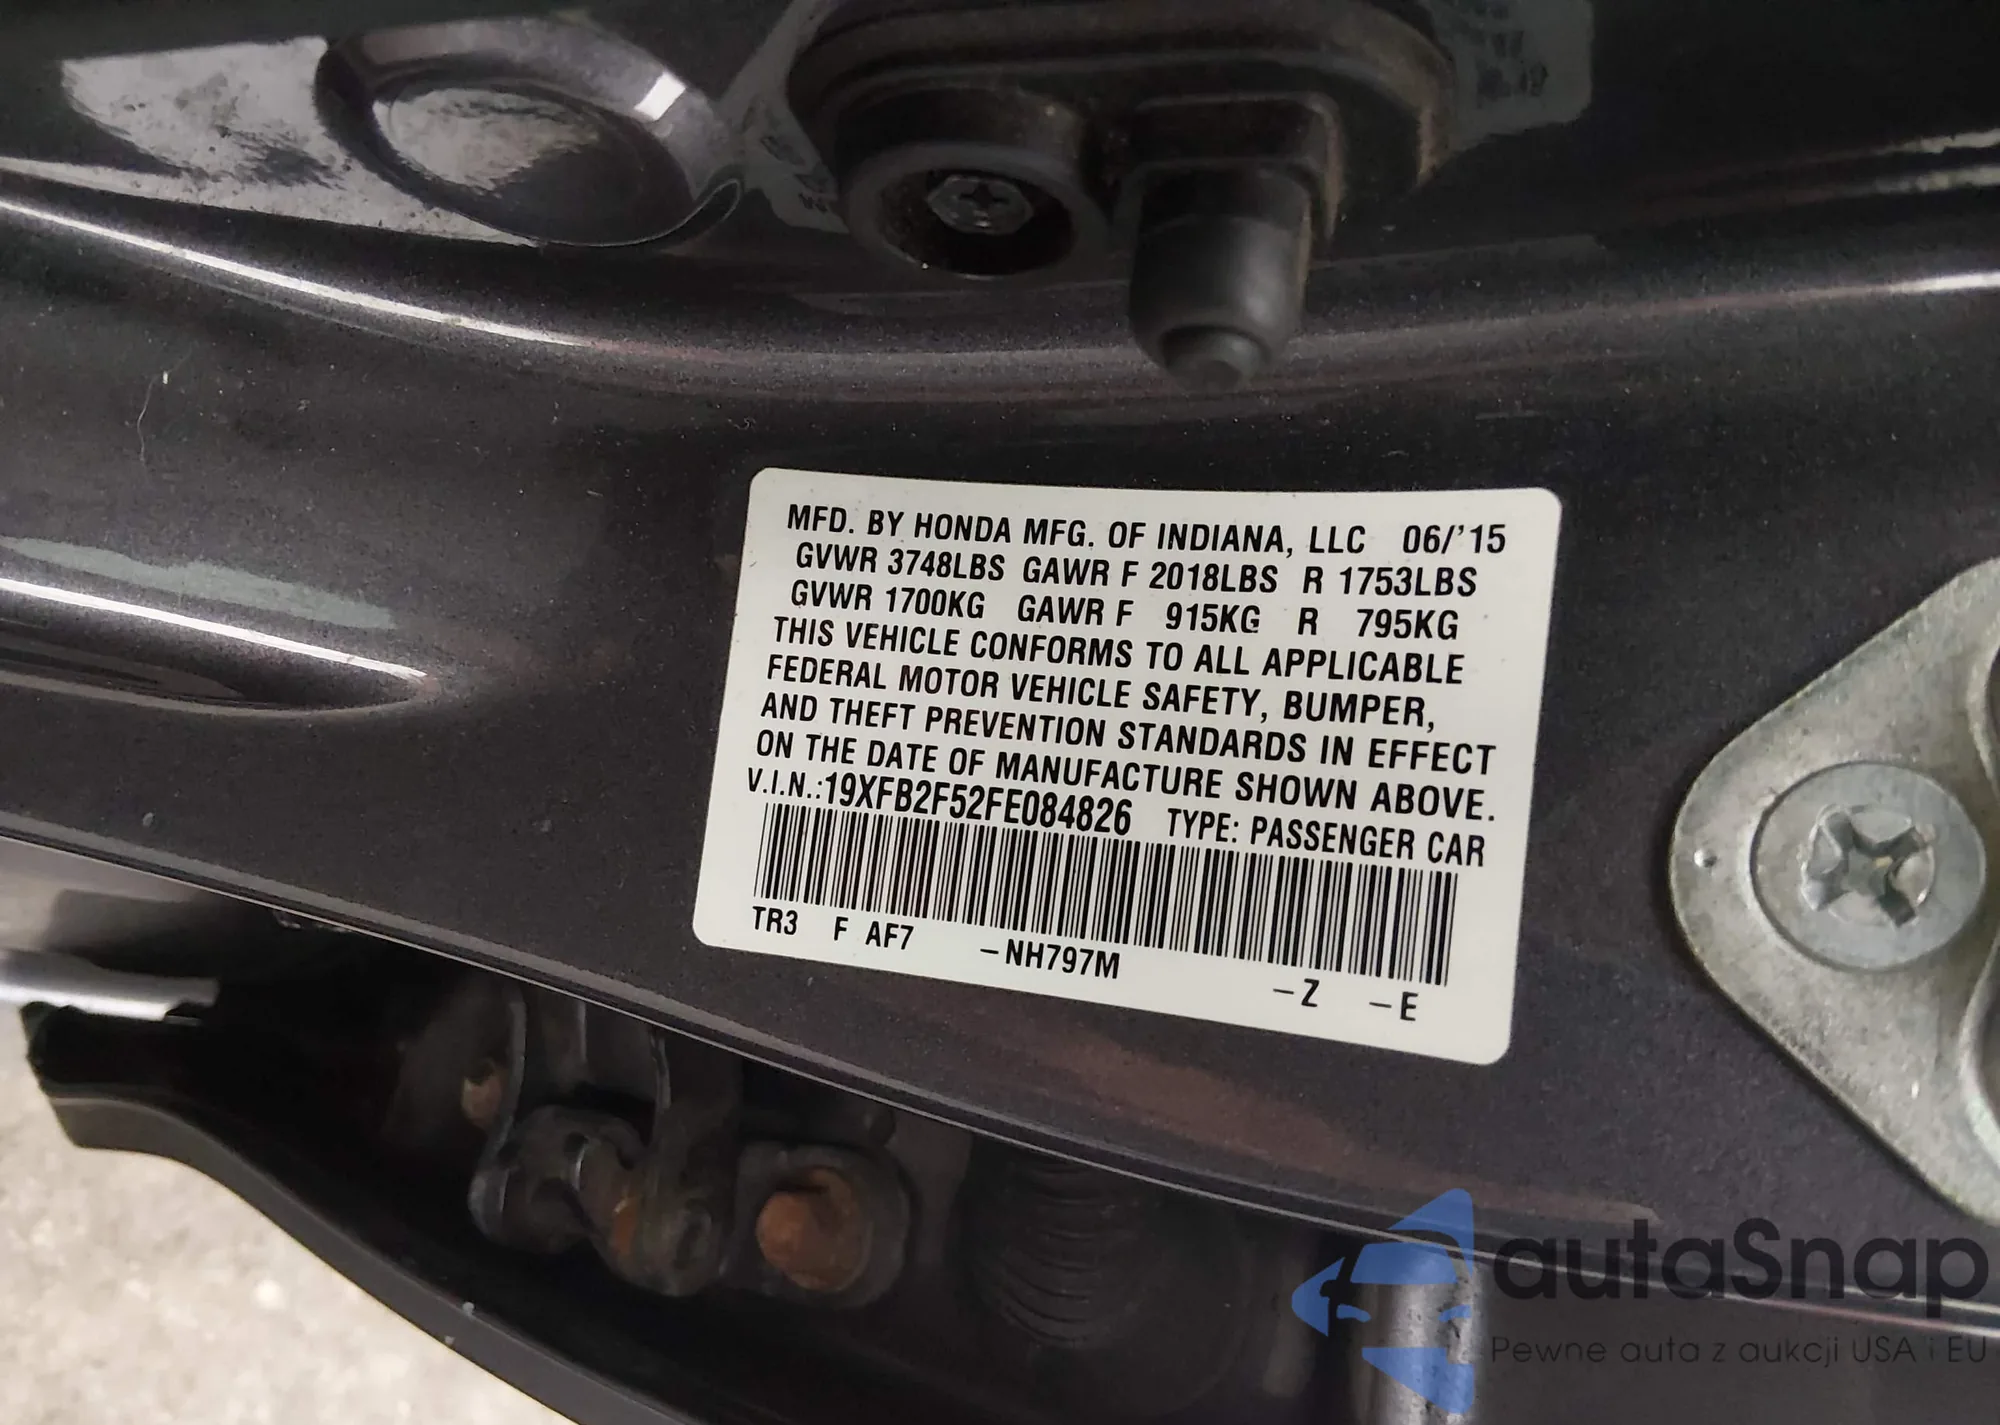 MFD. BY HONDA MFG. OF INDIANA, LLC 06/'15
GVWR 3748LBS GAWR F 2018LBS R 1753LBS
GVWR 1700KG GAWR F 915KG R 795KG
THIS VEHICLE CONFORMS TO ALL APPLICABLE
FEDERAL MOTOR VEHICLE SAFETY, BUMPER,
AND THEFT PREVENTION STANDARDS IN EFFECT
ON THE DATE OF MANUFACTURE SHOWN ABOVE.
V.I.N.:19XFB2F52FE084826 TYPE: PASSENGER CAR
TR3 F AF7 -NH797M -Z -E
autaSnap
Pewne auta z aukcji USA i EU